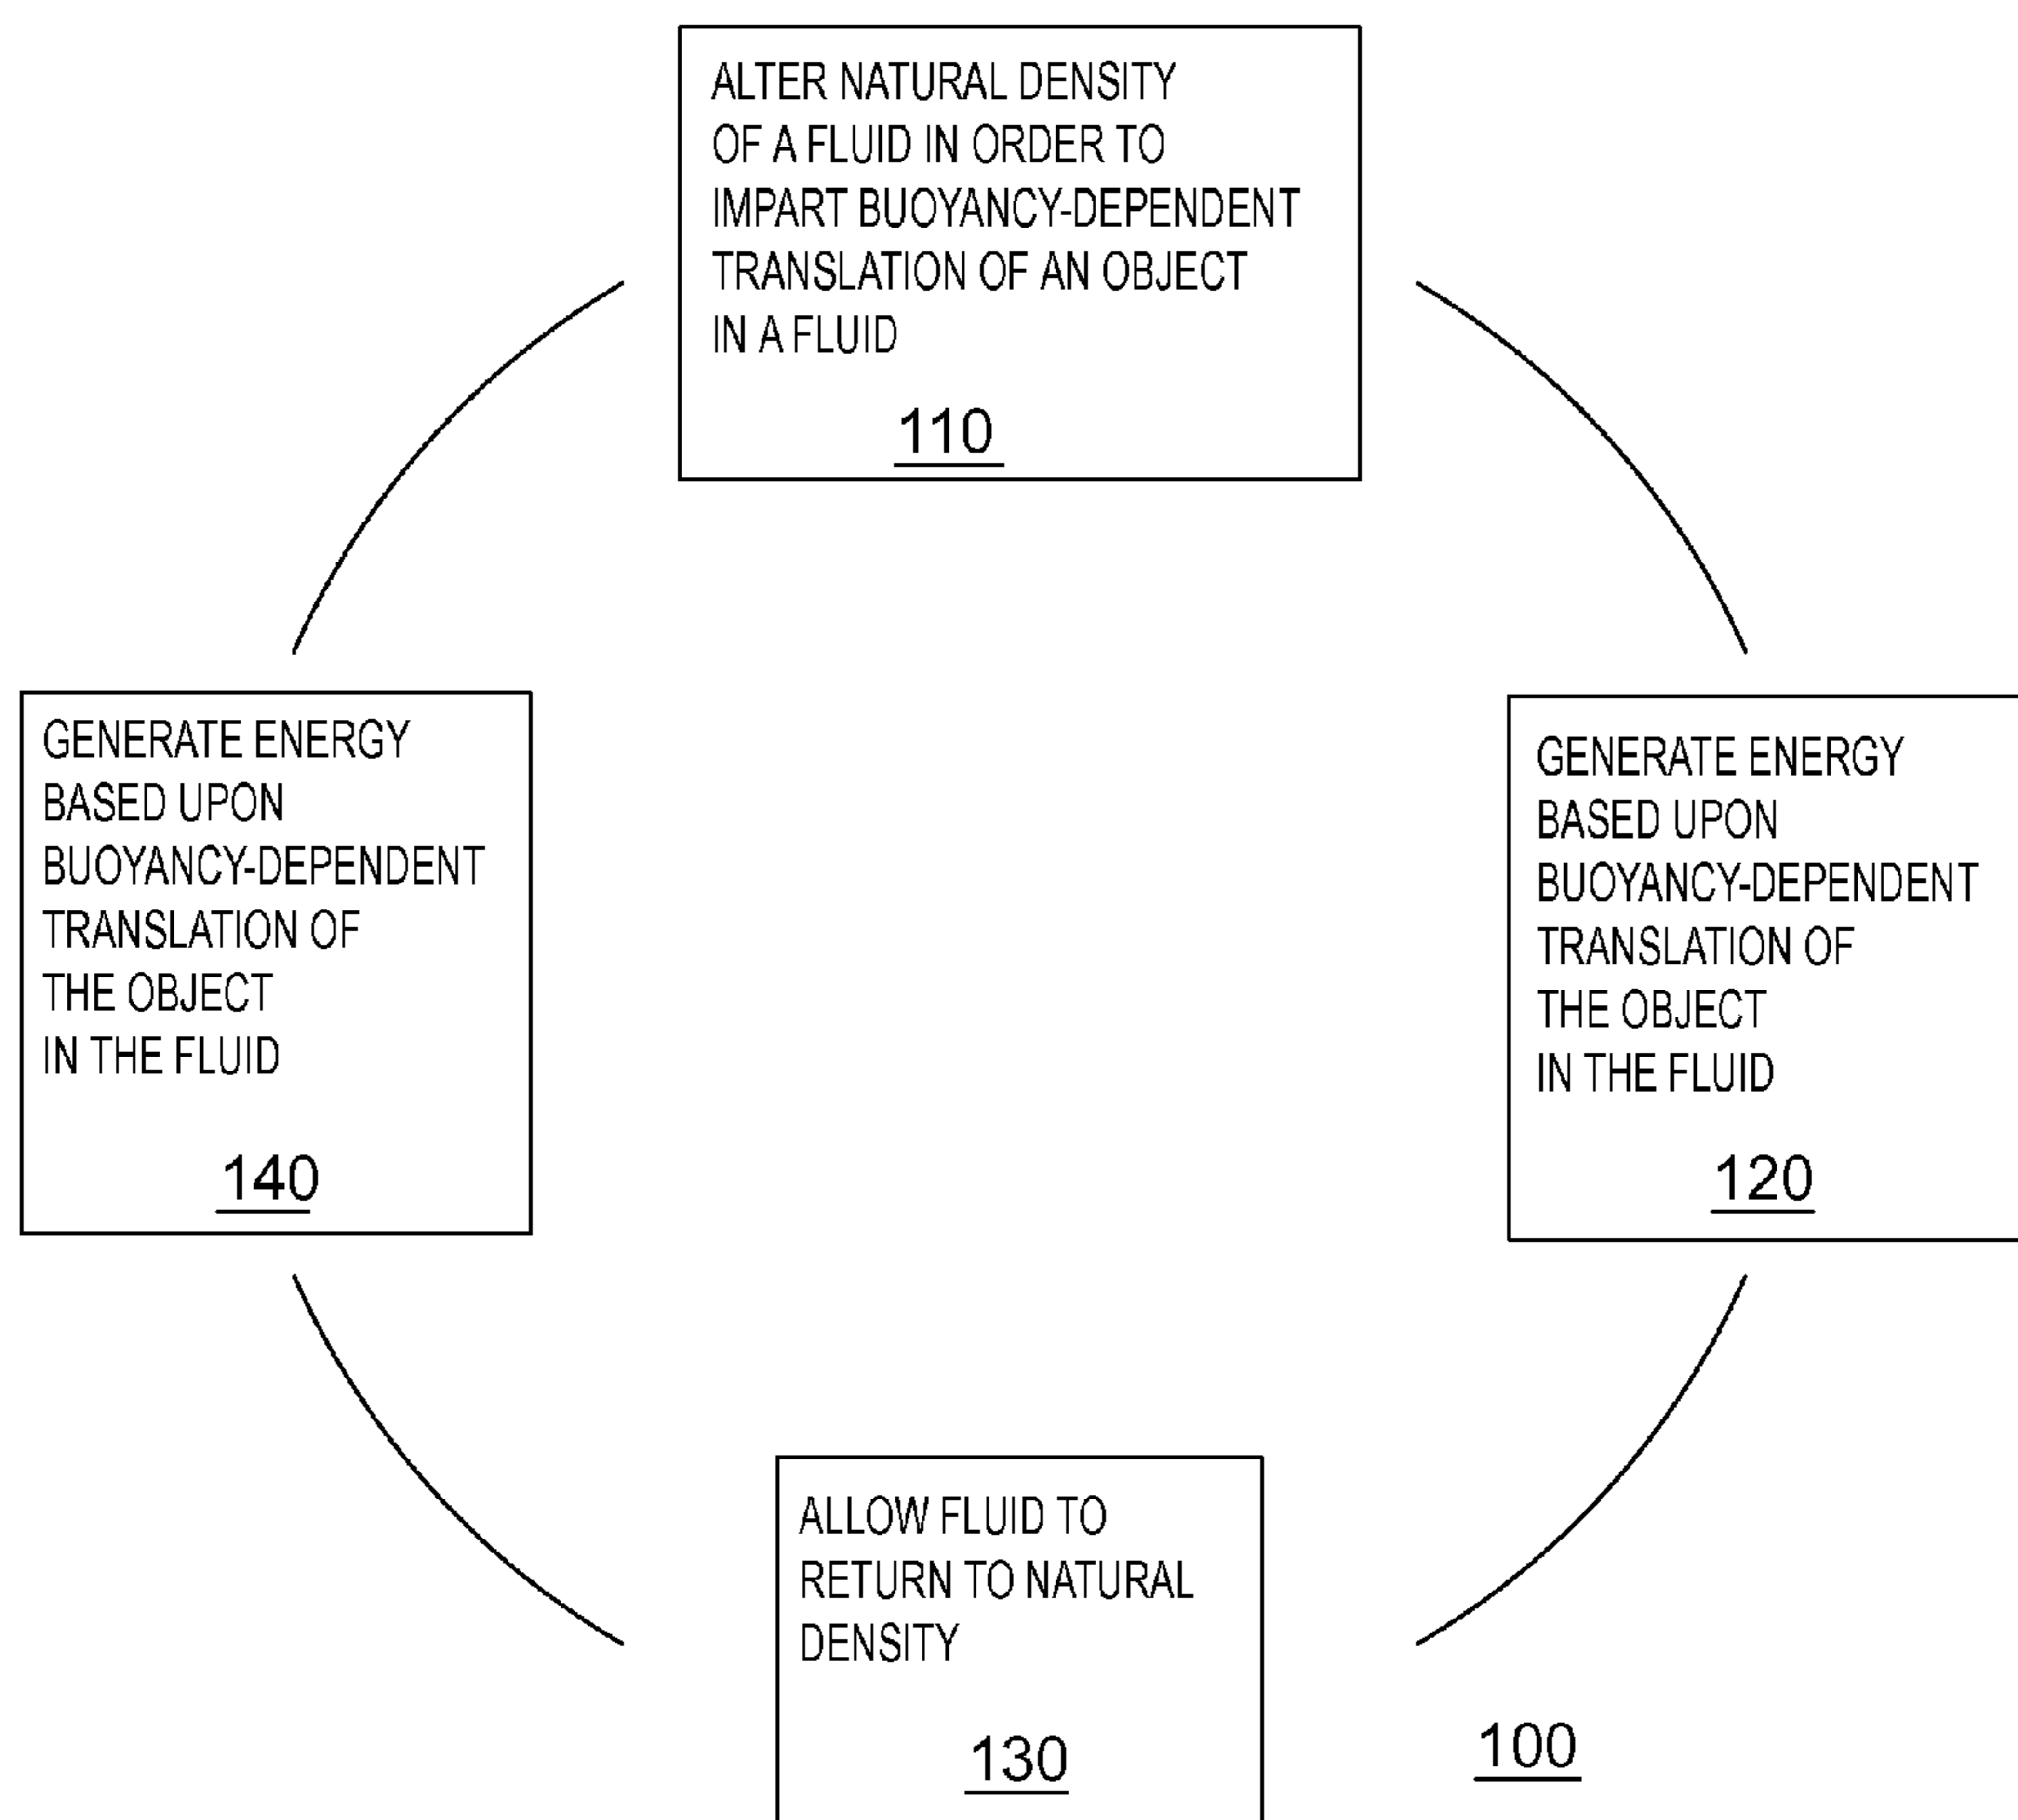 ALTER NATURAL DENSITY
OF A FLUID IN ORDER TO
IMPART BUOYANCY-DEPENDENT
TRANSLATION OF AN OBJECT
IN A FLUID
110
GENERATE ENERGY
BASED UPON
BUOYANCY-DEPENDENT
TRANSLATION OF
THE OBJECT
IN THE FLUID
120
ALLOW FLUID TO
RETURN TO NATURAL
DENSITY
130
GENERATE ENERGY
BASED UPON
BUOYANCY-DEPENDENT
TRANSLATION OF
THE OBJECT
IN THE FLUID
140
100